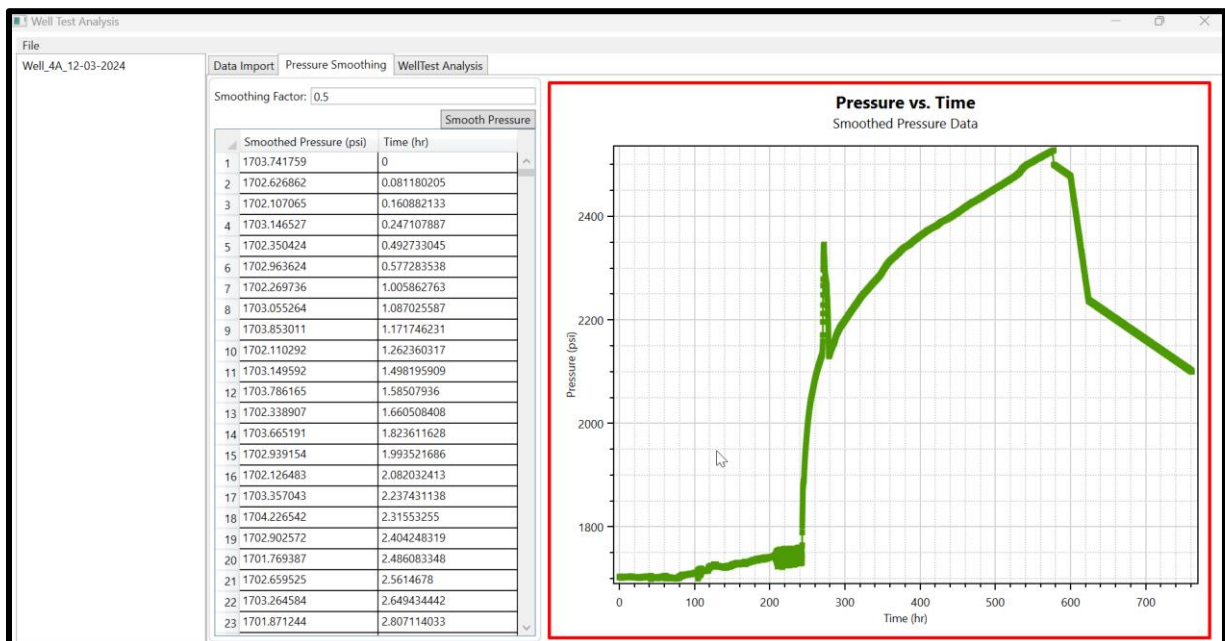 Well Test Analysis
File
Well_4A_12-03-2024
Data Import Pressure Smoothing WellTest Analysis
Smoothing Factor: 0.5
Smooth Pressure
Smoothed Pressure (psi) Time (hr)
1 1703.741759 0
2 1702.626862 0.081180205
3 1702.107065 0.160882133
4 1703.146527 0.247107887
5 1702.350424 0.492733045
6 1702.963624 0.577283538
7 1702.269736 1.005862763
8 1703.055264 1.087025587
9 1703.853011 1.171746231
10 1702.110292 1.262360317
11 1703.149592 1.498195909
12 1703.786165 1.58507936
13 1702.338907 1.660508408
14 1703.665191 1.823611628
15 1702.939154 1.993521686
16 1702.126483 2.082032413
17 1703.357043 2.237431138
18 1704.226542 2.31553255
19 1702.902572 2.404248319
20 1701.769387 2.486083348
21 1702.659525 2.5614678
22 1703.264584 2.649434442
23 1701.871244 2.807114033
Pressure vs. Time
Smoothed Pressure Data
Pressure (psi)
2400
2200
2000
1800
0 100 200 300 400 500 600 700
Time (hr)